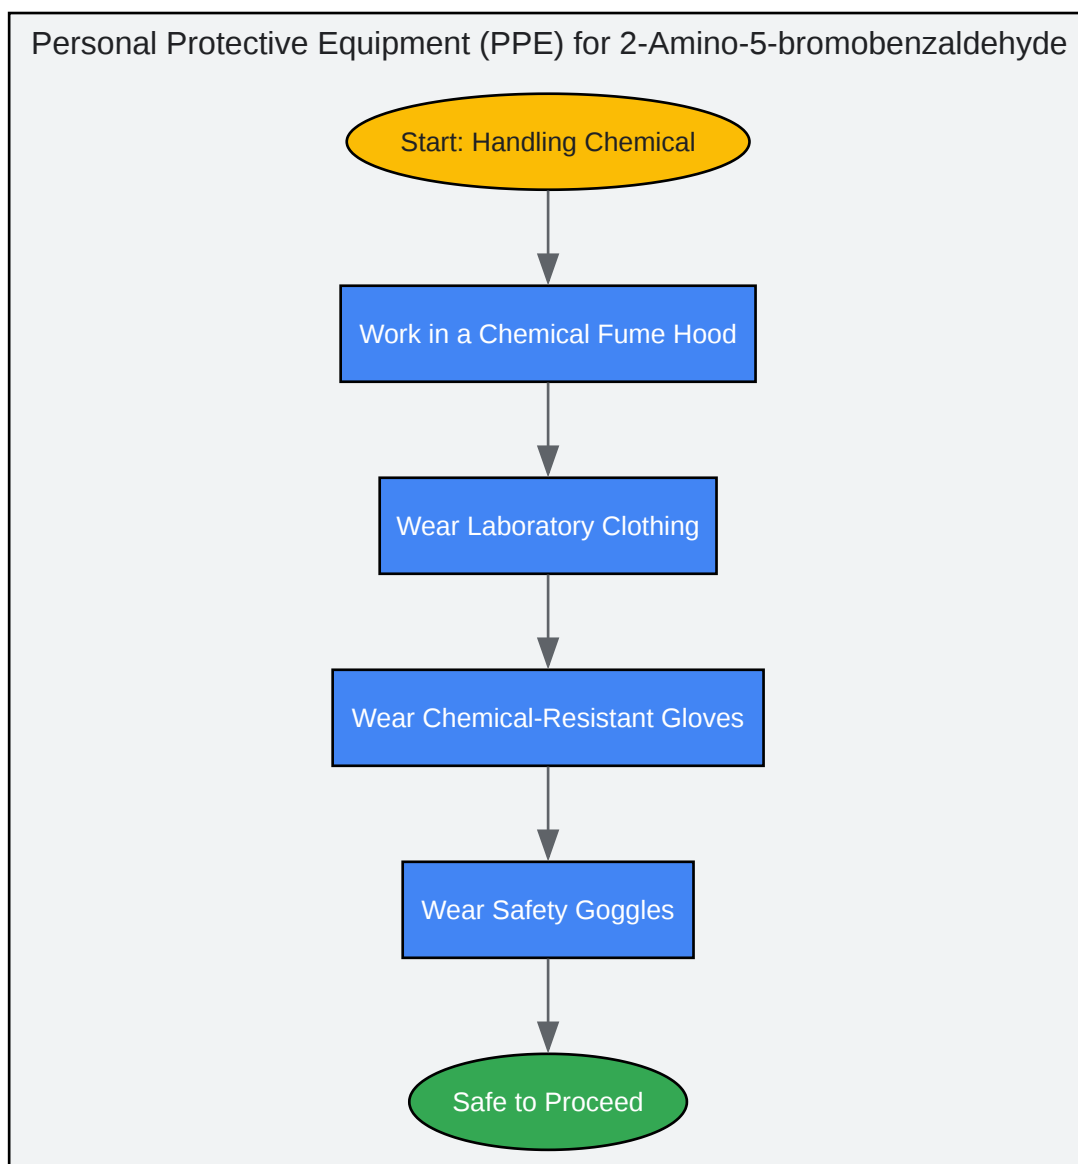 Personal Protective Equipment (PPE) for 2-Amino-5-bromobenzaldehyde
Start: Handling Chemical
Work in a Chemical Fume Hood
Wear Laboratory Clothing
Wear Chemical-Resistant Gloves
Wear Safety Goggles
Safe to Proceed